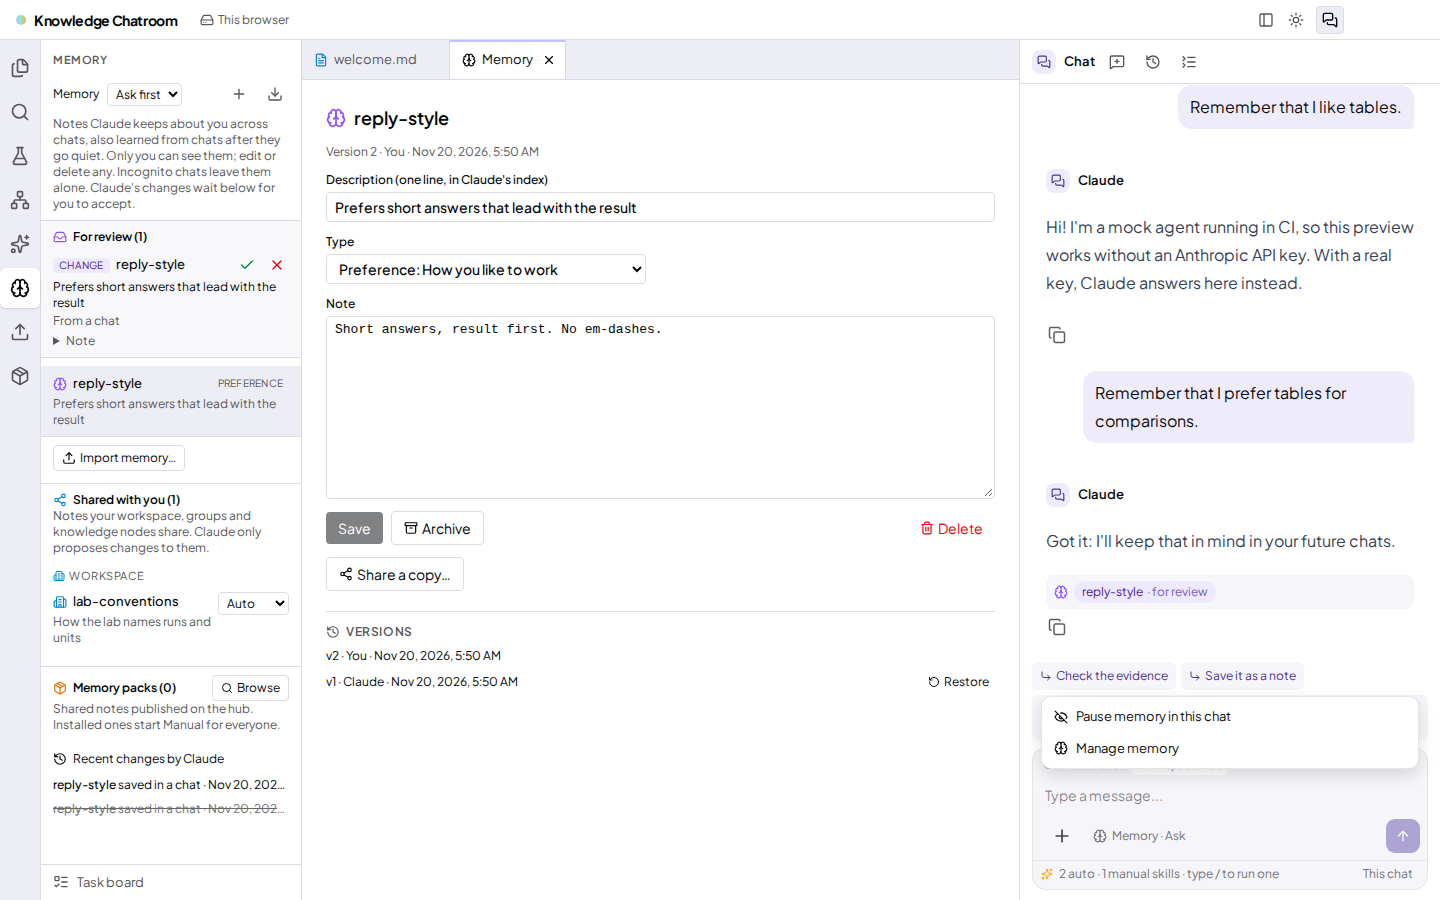 Knowledge Chatroom
This browser
MEMORY
Memory Ask first
Notes Claude keeps about you across
chats, also learned from chats after they
go quiet. Only you can see them; edit or
delete any. Incognito chats leave them
alone. Claude's changes wait below for
you to accept.
For review (1)
CHANGE reply-style
Prefers short answers that lead with the
result
From a chat
Note
reply-style PREFERENCE
Prefers short answers that lead with the
result
Import memory...
Shared with you (1)
Notes your workspace, groups and
knowledge nodes share. Claude only
proposes changes to them.
WORKSPACE
lab-conventions Auto
How the lab names runs and
units
Memory packs (0) Browse
Shared notes published on the hub.
Installed ones start Manual for everyone.
Recent changes by Claude
reply-style saved in a chat · Nov 20, 202...
reply-style saved in a chat · Nov 20, 202...
Task board
welcome.md
Memory
reply-style
Version 2 · You · Nov 20, 2026, 5:50 AM
Description (one line, in Claude's index)
Prefers short answers that lead with the result
Type
Preference: How you like to work
Note
Short answers, result first. No em-dashes.
Save Archive Delete
Share a copy...
VERSIONS
v2 · You · Nov 20, 2026, 5:50 AM
v1 · Claude · Nov 20, 2026, 5:50 AM Restore
Chat
Remember that I like tables.
Claude
Hi! I'm a mock agent running in CI, so this preview
works without an Anthropic API key. With a real
key, Claude answers here instead.
Remember that I prefer tables for
comparisons.
Claude
Got it: I'll keep that in mind in your future chats.
reply-style · for review
Check the evidence Save it as a note
Pause memory in this chat
Manage memory
Type a message...
Memory · Ask
2 auto · 1 manual skills · type / to run one This chat